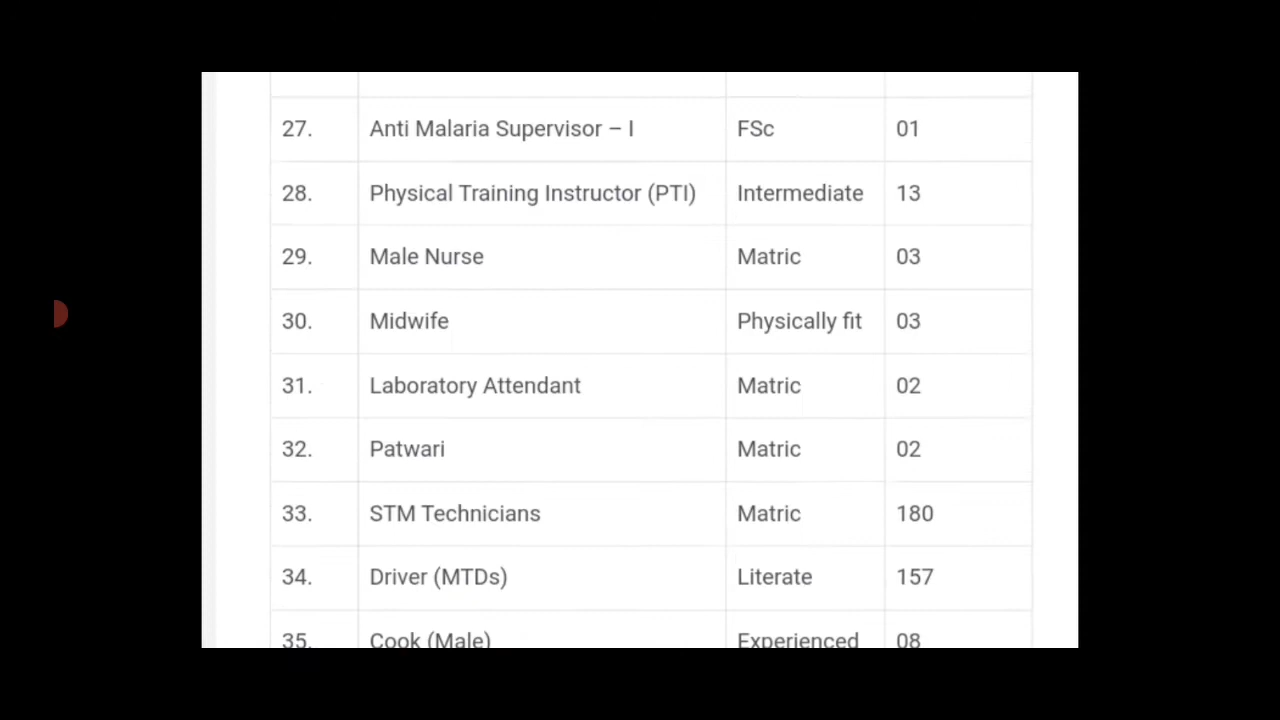 27. Anti Malaria Supervisor – I FSc 01
28. Physical Training Instructor (PTI) Intermediate 13
29. Male Nurse Matric 03
30. Midwife Physically fit 03
31. Laboratory Attendant Matric 02
32. Patwari Matric 02
33. STM Technicians Matric 180
34. Driver (MTDs) Literate 157
35. Cook (Male) Experienced 08